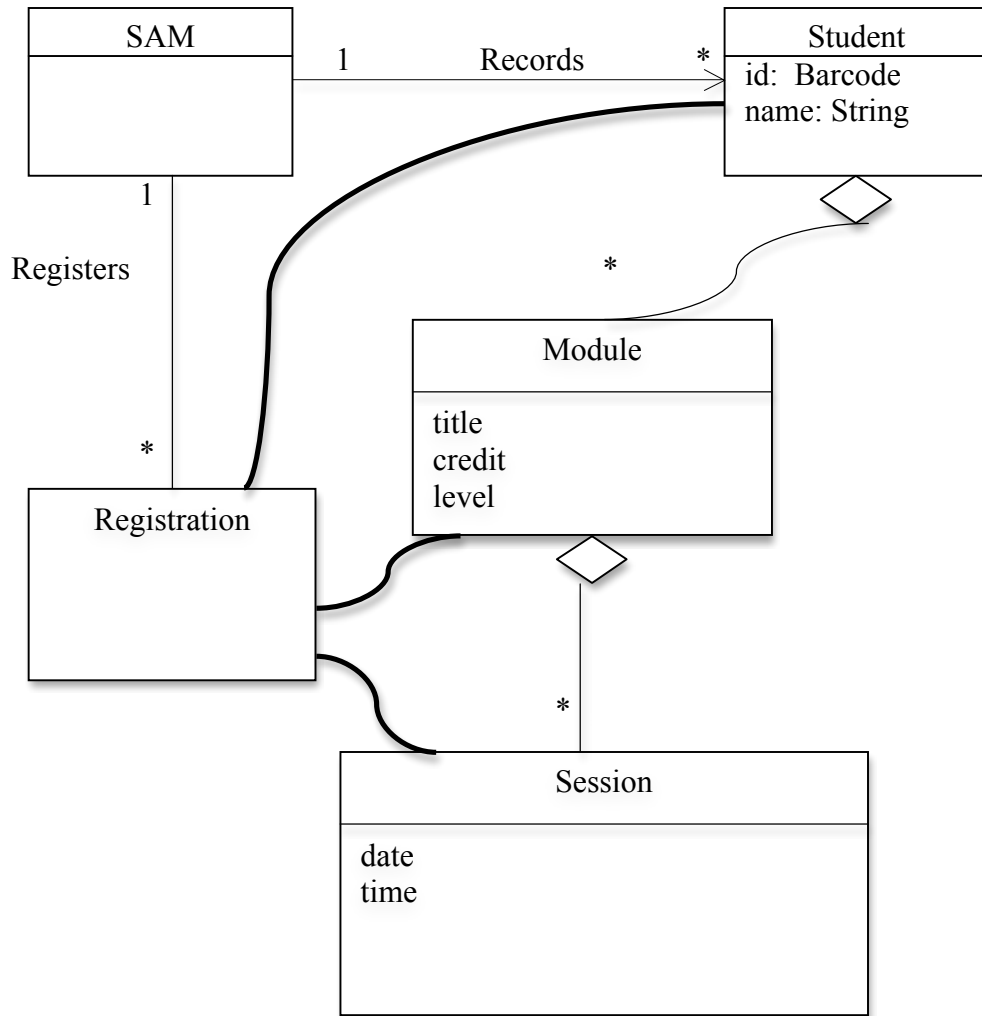 SAM
1
Records
*
Student
id:  Barcode
name: String
1
Registers
*
*
Module
title
credit
level
Registration
*
Session
date
time